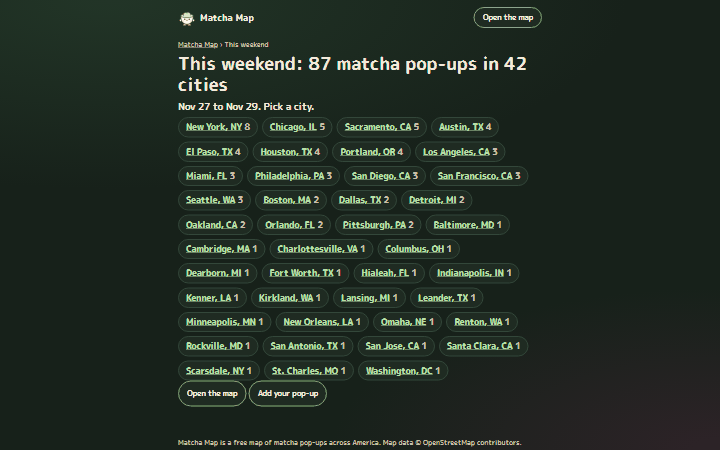 Matcha Map
Open the map
Matcha Map › This weekend
This weekend: 87 matcha pop-ups in 42
cities
Nov 27 to Nov 29. Pick a city.
New York, NY 8 Chicago, IL 5 Sacramento, CA 5 Austin, TX 4
El Paso, TX 4 Houston, TX 4 Portland, OR 4 Los Angeles, CA 3
Miami, FL 3 Philadelphia, PA 3 San Diego, CA 3 San Francisco, CA 3
Seattle, WA 3 Boston, MA 2 Dallas, TX 2 Detroit, MI 2
Oakland, CA 2 Orlando, FL 2 Pittsburgh, PA 2 Baltimore, MD 1
Cambridge, MA 1 Charlottesville, VA 1 Columbus, OH 1
Dearborn, MI 1 Fort Worth, TX 1 Hialeah, FL 1 Indianapolis, IN 1
Kenner, LA 1 Kirkland, WA 1 Lansing, MI 1 Leander, TX 1
Minneapolis, MN 1 New Orleans, LA 1 Omaha, NE 1 Renton, WA 1
Rockville, MD 1 San Antonio, TX 1 San Jose, CA 1 Santa Clara, CA 1
Scarsdale, NY 1 St. Charles, MO 1 Washington, DC 1
Open the map Add your pop-up
Matcha Map is a free map of matcha pop-ups across America. Map data © OpenStreetMap contributors.